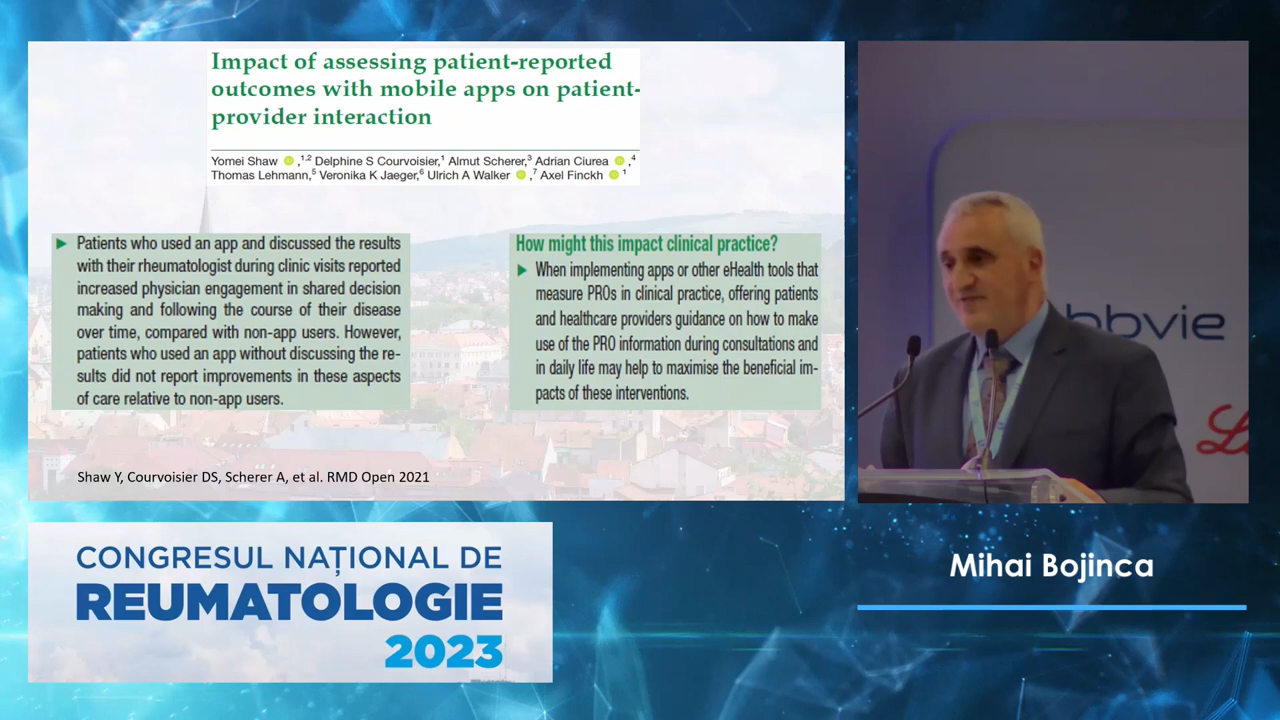 Impact of assessing patient-reported
outcomes with mobile apps on patient-
provider interaction
Yomei Shaw ,1,2 Delphine S Courvoisier,1 Almut Scherer,3 Adrian Ciurea ,4
Thomas Lehmann,5 Veronika K Jaeger,6 Ulrich A Walker ,7 Axel Finckh 1
Patients who used an app and discussed the results
with their rheumatologist during clinic visits reported
increased physician engagement in shared decision
making and following the course of their disease
over time, compared with non-app users. However,
patients who used an app without discussing the re-
sults did not report improvements in these aspects
of care relative to non-app users.
How might this impact clinical practice?
When implementing apps or other eHealth tools that
measure PROs in clinical practice, offering patients
and healthcare providers guidance on how to make
use of the PRO information during consultations and
in daily life may help to maximise the beneficial im-
pacts of these interventions.
Shaw Y, Courvoisier DS, Scherer A, et al. RMD Open 2021
bbvie
CONGRESUL NAȚIONAL DE
REUMATOLOGIE
2023
Mihai Bojinca